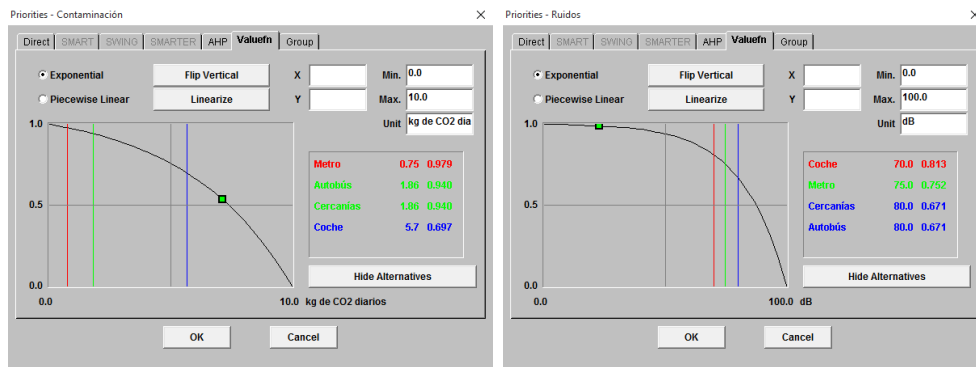 Priorities - Contaminación
Direct SMART SWING SMARTER AHP Valuefn Group
Exponential Flip Vertical X Min. 0.0
Piecewise Linear Linearize Y Max. 10.0
Unit kg de CO2 dia
1.0
0.5
0.0
0.0 10.0 kg de CO2 diarios
Metro 0.75 0.979
Autobús 1.86 0.940
Cercanías 1.86 0.940
Coche 5.7 0.697
Hide Alternatives
OK Cancel
Priorities - Ruidos
Direct SMART SWING SMARTER AHP Valuefn Group
Exponential Flip Vertical X Min. 0.0
Piecewise Linear Linearize Y Max. 100.0
Unit dB
1.0
0.5
0.0
0.0 100.0 dB
Coche 70.0 0.813
Metro 75.0 0.752
Cercanías 80.0 0.671
Autobús 80.0 0.671
Hide Alternatives
OK Cancel